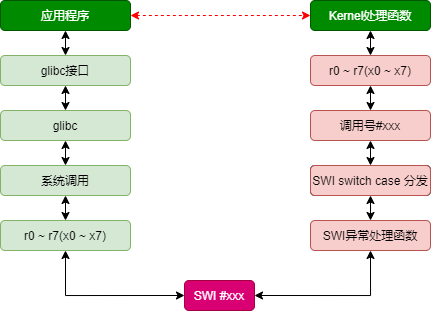 应用程序
Kernel处理函数
glibc接口
r0 ~ r7(x0 ~ x7)
glibc
调用号#xxx
系统调用
SWI switch case 分发
r0 ~ r7(x0 ~ x7)
SWI异常处理函数
SWI #xxx